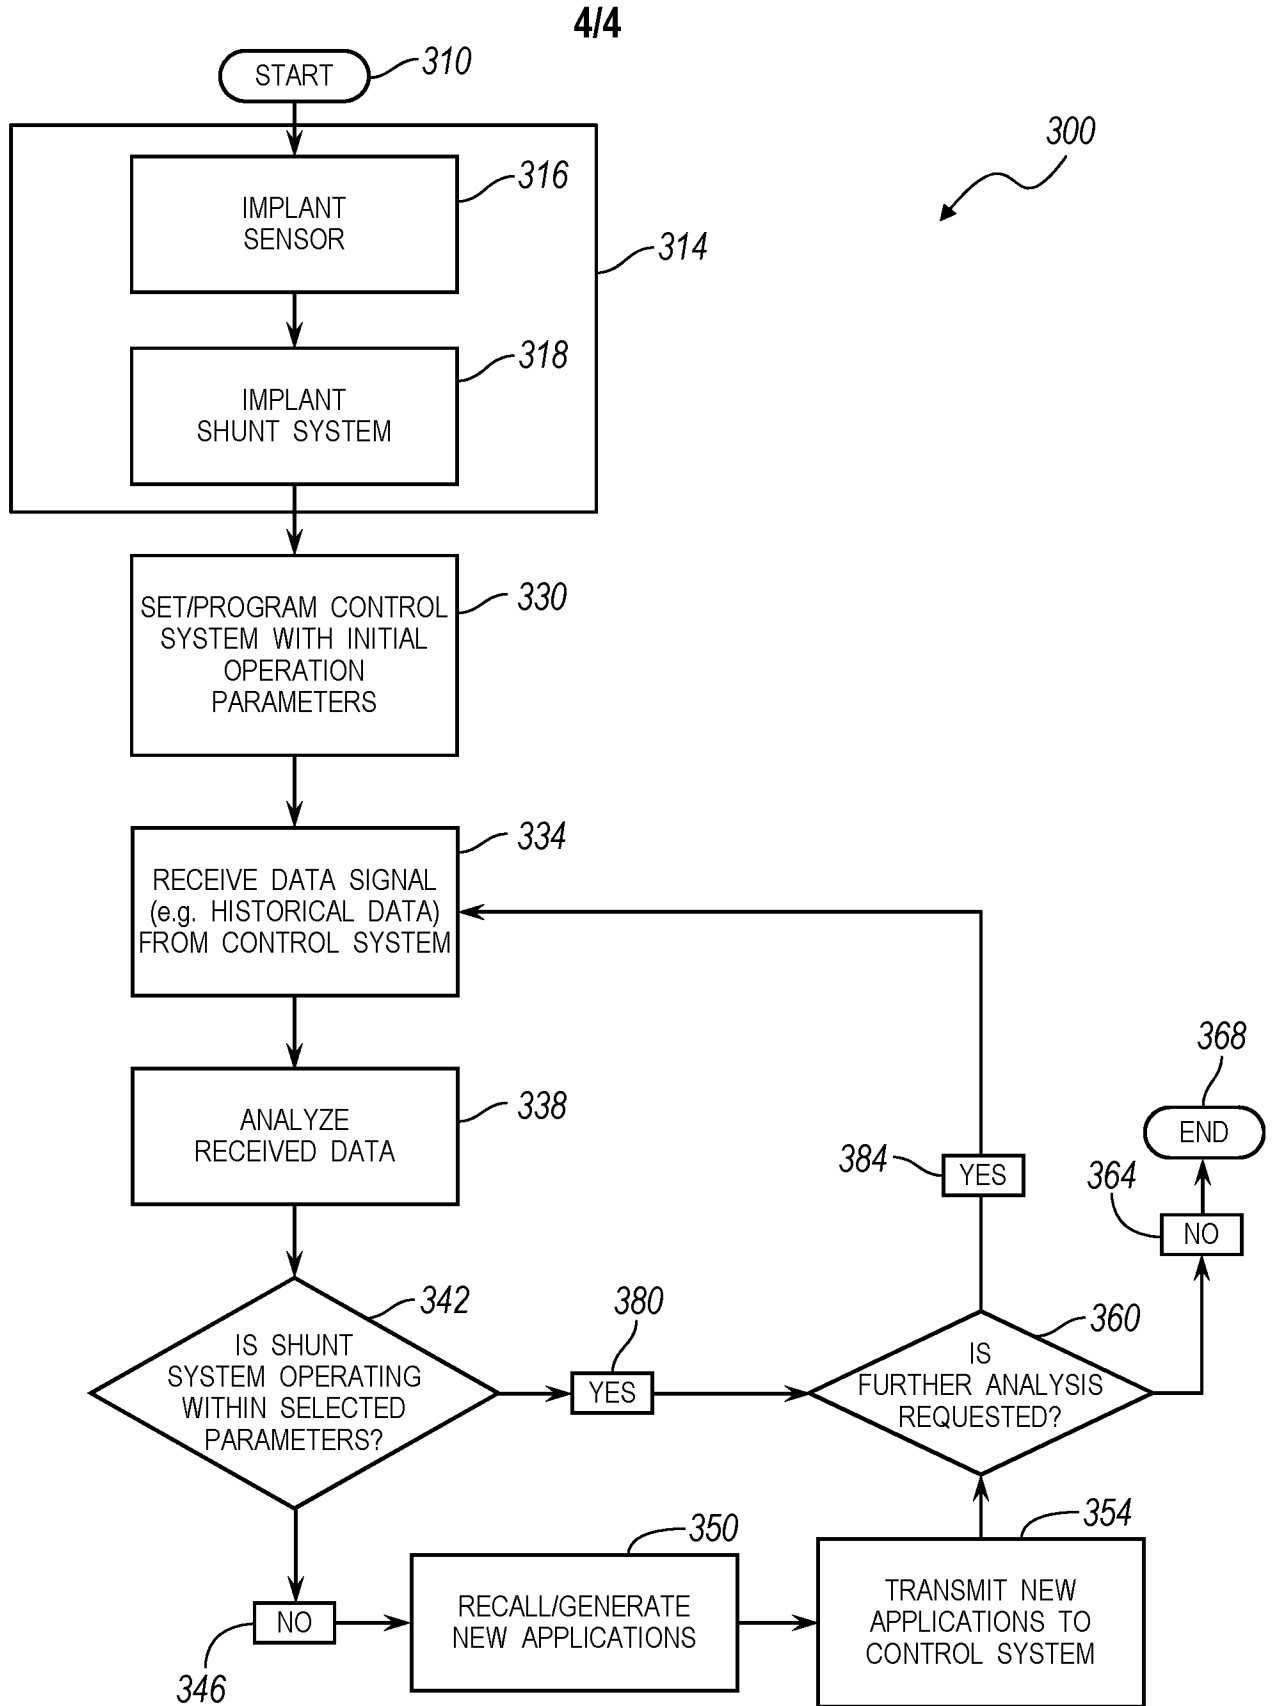 4/4
START
310
300
IMPLANT
SENSOR
316
314
IMPLANT
SHUNT SYSTEM
318
SET/PROGRAM CONTROL
SYSTEM WITH INITIAL
OPERATION
PARAMETERS
330
RECEIVE DATA SIGNAL
(e.g. HISTORICAL DATA)
FROM CONTROL SYSTEM
334
ANALYZE
RECEIVED DATA
338
IS SHUNT
SYSTEM OPERATING
WITHIN SELECTED
PARAMETERS?
342
YES
380
IS
FURTHER ANALYSIS
REQUESTED?
360
YES
384
NO
364
END
368
NO
346
RECALL/GENERATE
NEW APPLICATIONS
350
TRANSMIT NEW
APPLICATIONS TO
CONTROL SYSTEM
354